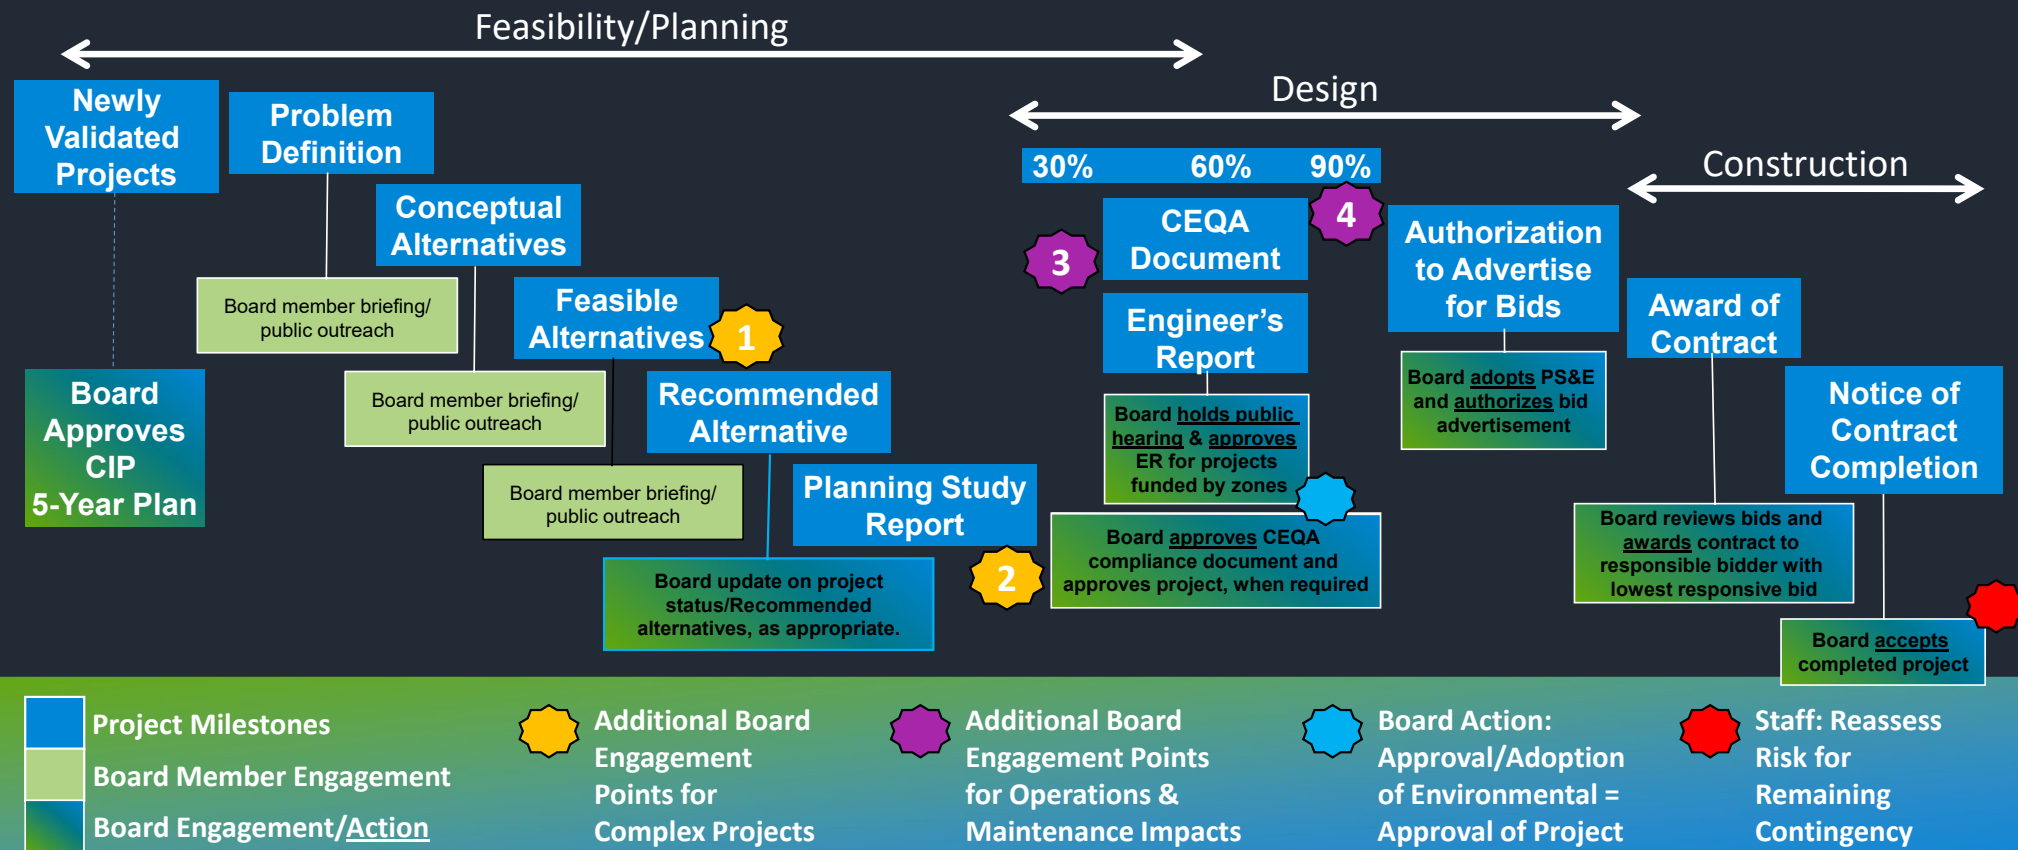 Feasibility/Planning
Design
Construction
Newly
Validated
Projects
Problem
Definition
Conceptual
Alternatives
Feasible
Alternatives
1
Recommended
Alternative
Planning Study
Report
2
30% 60% 90%
3
4
CEQA
Document
Engineer's
Report
Authorization
to Advertise
for Bids
Award of
Contract
Notice of
Contract
Completion
Board
Approves
CIP
5-Year Plan
Board member briefing/
public outreach
Board member briefing/
public outreach
Board member briefing/
public outreach
Board update on project
status/Recommended
alternatives, as appropriate.
Board holds public
hearing & approves
ER for projects
funded by zones
Board approves CEQA
compliance document and
approves project, when required
Board adopts PS&E
and authorizes bid
advertisement
Board reviews bids and
awards contract to
responsible bidder with
lowest responsive bid
Board accepts
completed project
Project Milestones
Board Member Engagement
Board Engagement/Action
Additional Board
Engagement
Points for
Complex Projects
Additional Board
Engagement Points
for Operations &
Maintenance Impacts
Board Action:
Approval/Adoption
of Environmental =
Approval of Project
Staff: Reassess
Risk for
Remaining
Contingency